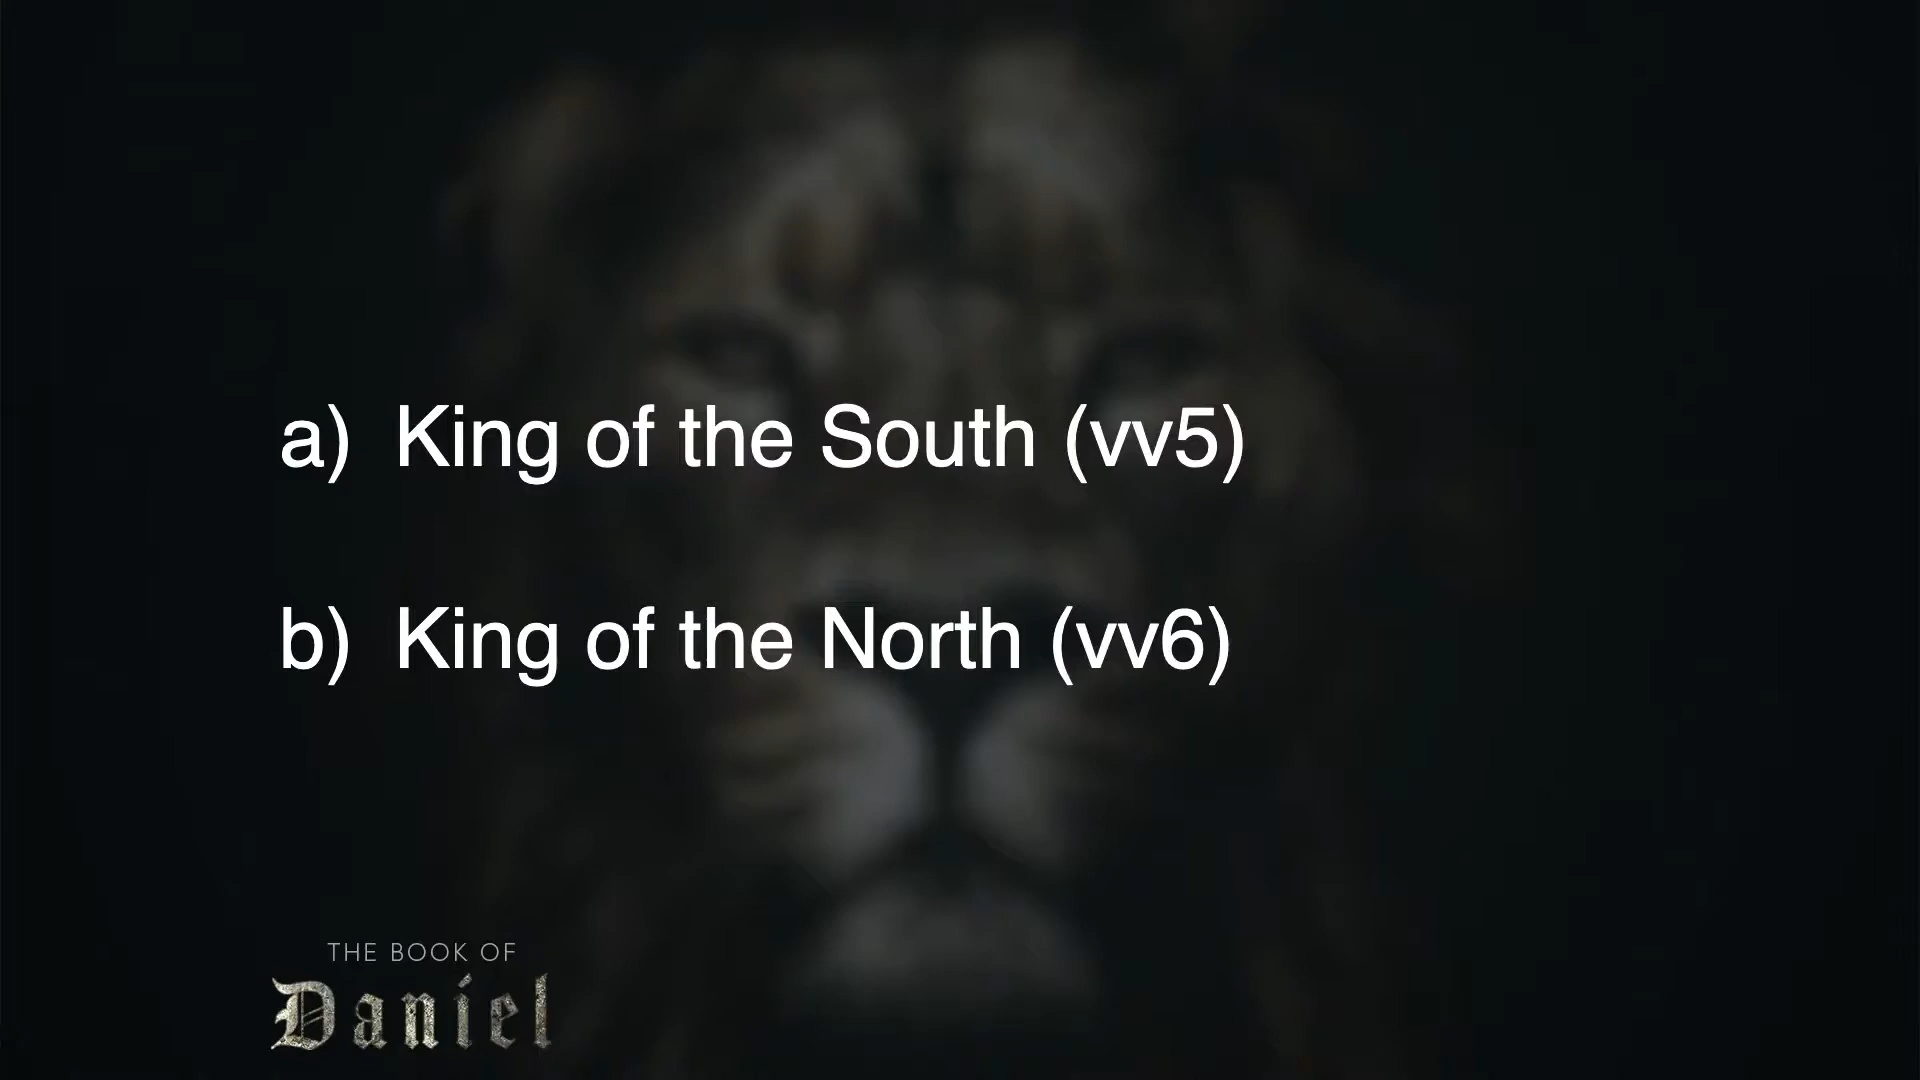 a) King of the South (vv5)
b) King of the North (vv6)
THE BOOK OF
Daniel